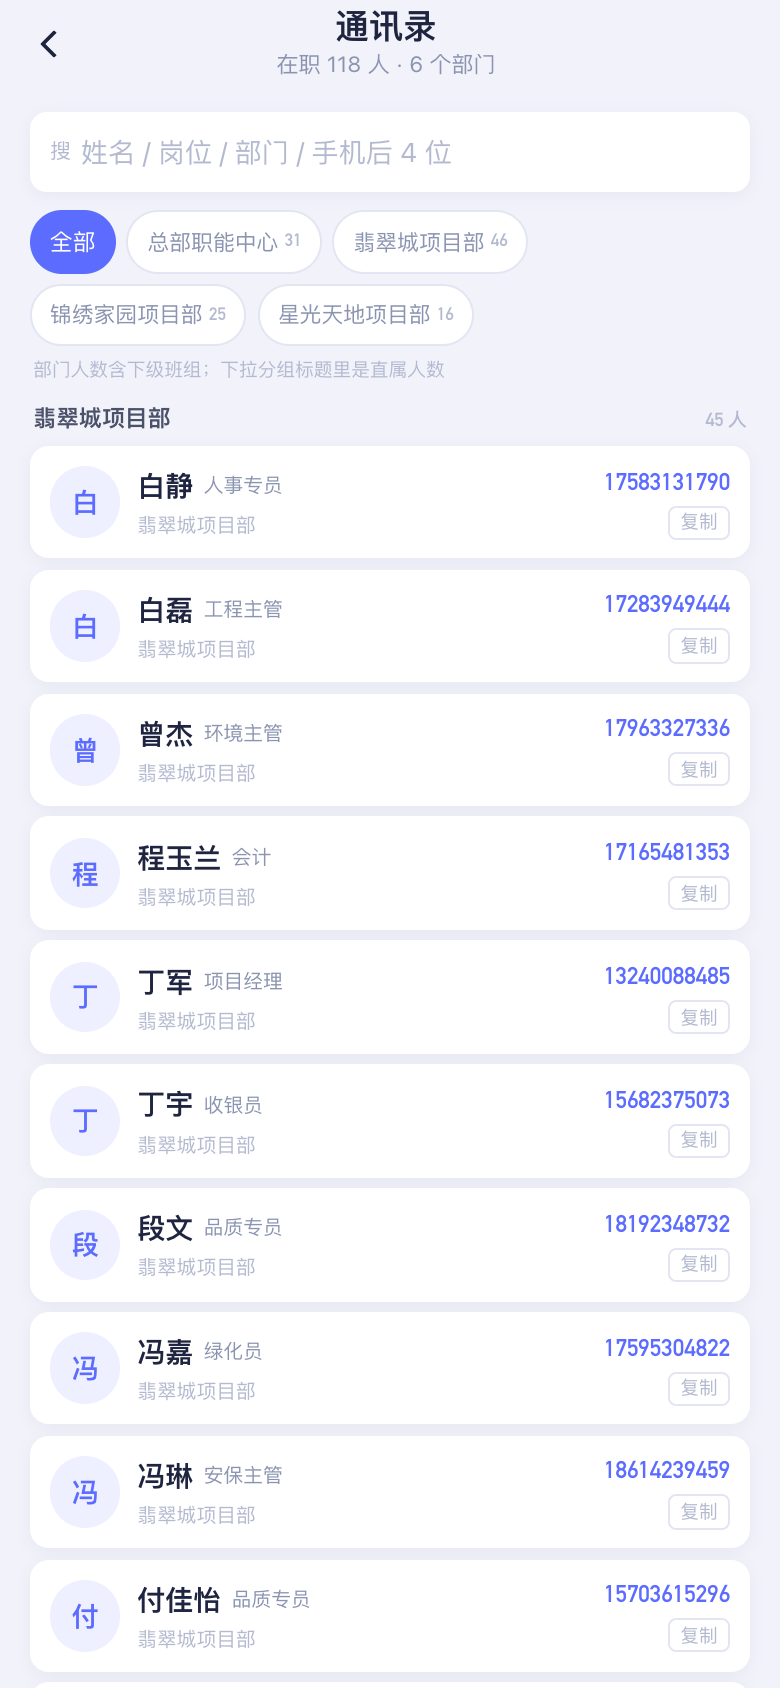 通讯录
在职 118 人 · 6 个部门
搜 姓名 / 岗位 / 部门 / 手机后 4 位
全部 总部职能中心 31 翡翠城项目部 46
锦绣家园项目部 25 星光天地项目部 16
部门人数含下级班组；下拉分组标题里是直属人数
翡翠城项目部 45 人
白 白静 人事专员 17583131790
翡翠城项目部 复制
白 白磊 工程主管 17283949444
翡翠城项目部 复制
曾 曾杰 环境主管 17963327336
翡翠城项目部 复制
程 程玉兰 会计 17165481353
翡翠城项目部 复制
丁 丁军 项目经理 13240088485
翡翠城项目部 复制
丁 丁宇 收银员 15682375073
翡翠城项目部 复制
段 段文 品质专员 18192348732
翡翠城项目部 复制
冯 冯嘉 绿化员 17595304822
翡翠城项目部 复制
冯 冯琳 安保主管 18614239459
翡翠城项目部 复制
付 付佳怡 品质专员 15703615296
翡翠城项目部 复制